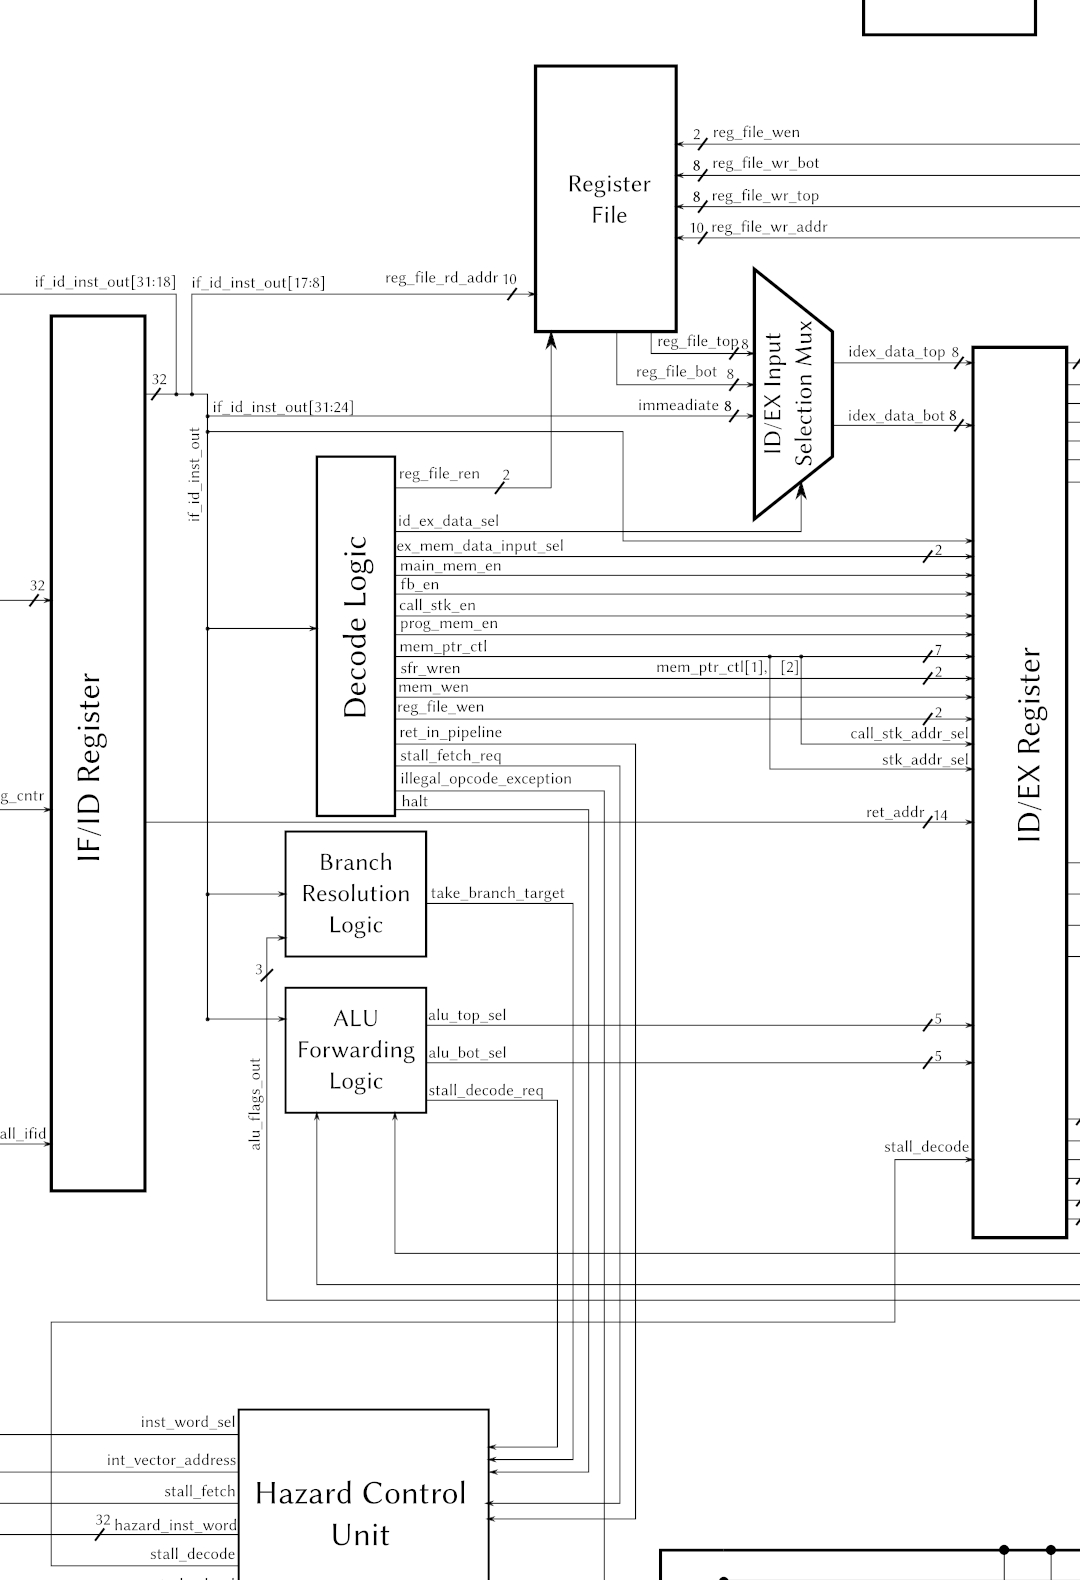 2 reg_file_wen
8 reg_file_wr_bot
Register
File
8 reg_file_wr_top
10 reg_file_wr_addr
if_id_inst_out[31:18] if_id_inst_out[17:8] reg_file_rd_addr 10
reg_file_top 8
reg_file_bot 8
immeadiate 8
ID/EX Input
Selection Mux
idex_data_top 8
idex_data_bot 8
32
if_id_inst_out[31:24]
if_id_inst_out
reg_file_ren 2
id_ex_data_sel
ex_mem_data_input_sel 2
main_mem_en
fb_en
call_stk_en
prog_mem_en
mem_ptr_ctl 7
mem_ptr_ctl[1], [2]
sfr_wren 2
mem_wen
reg_file_wen 2
ret_in_pipeline
call_stk_addr_sel
stall_fetch_req
stk_addr_sel
illegal_opcode_exception
halt
Decode Logic
32
IF/ID Register
ID/EX Register
g_cntr
ret_addr 14
Branch
Resolution
Logic
take_branch_target
3
ALU
Forwarding
Logic
alu_top_sel 5
alu_bot_sel 5
stall_decode_req
alu_flags_out
all_ifid
stall_decode
inst_word_sel
int_vector_address
stall_fetch
32 hazard_inst_word
stall_decode
Hazard Control
Unit